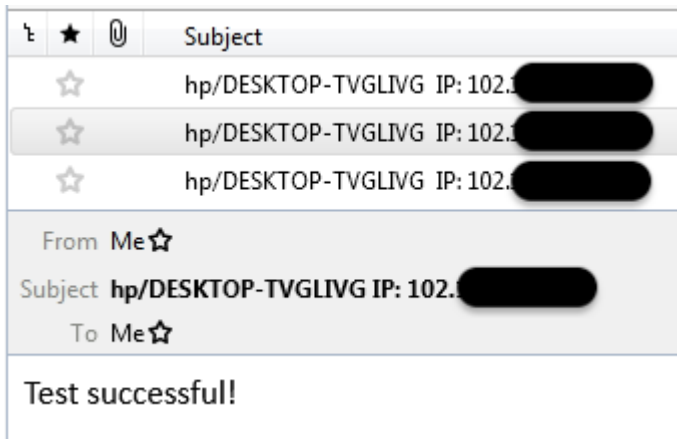 Subject
hp/DESKTOP-TVGLIVG IP: 102.
hp/DESKTOP-TVGLIVG IP: 102.
hp/DESKTOP-TVGLIVG IP: 102.
From Me
Subject hp/DESKTOP-TVGLIVG IP: 102.
To Me
Test successful!